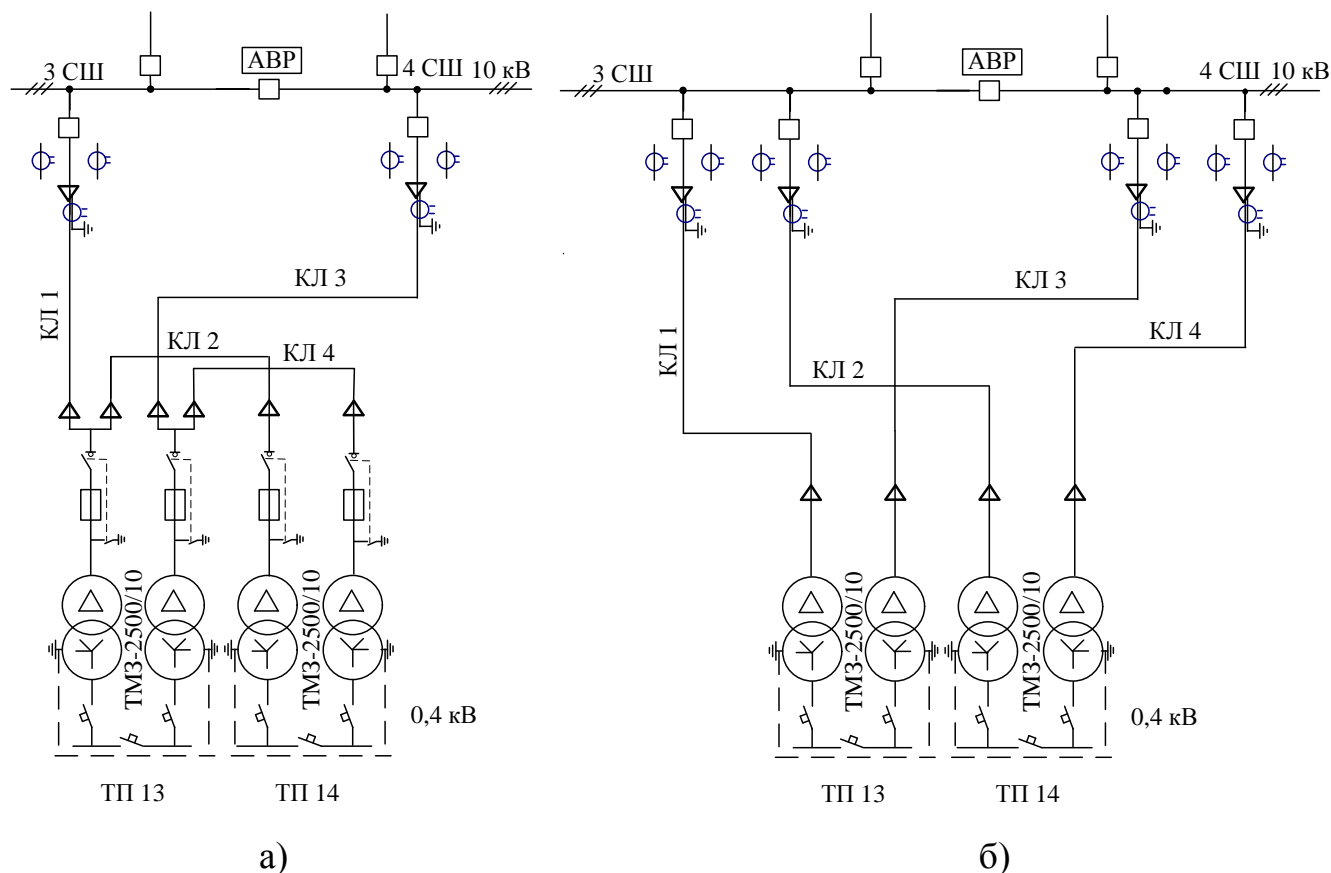 3 СШ
АВР
4 СШ 10 кВ
КЛ 1
КЛ 3
КЛ 2
КЛ 4
ТМЗ-2500/10
ТМЗ-2500/10
0,4 кВ
ТП 13
ТП 14
а)
3 СШ
АВР
4 СШ 10 кВ
КЛ 1
КЛ 3
КЛ 4
КЛ 2
ТМЗ-2500/10
ТМЗ-2500/10
0,4 кВ
ТП 13
ТП 14
б)